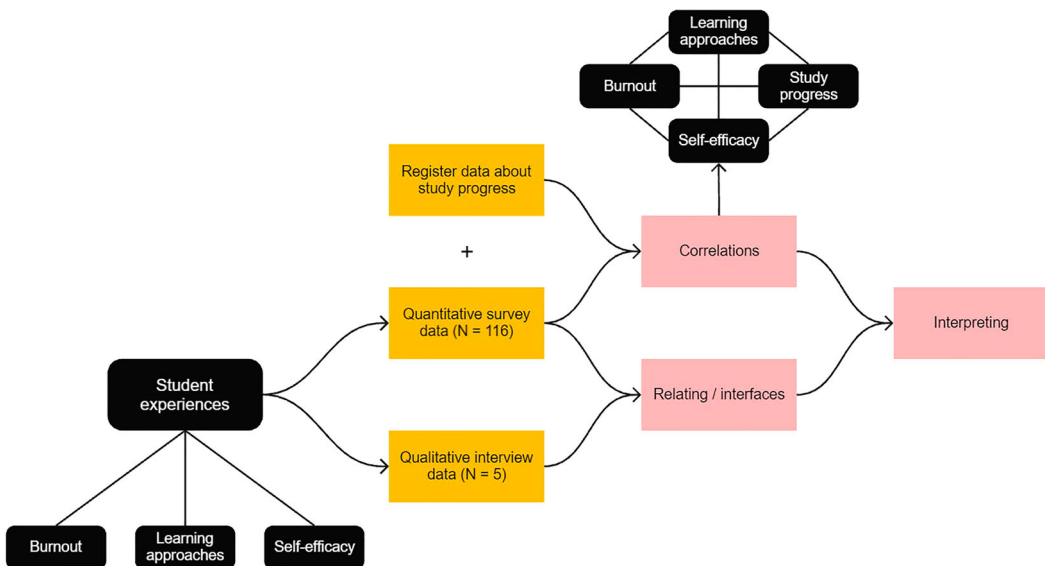 Learning
approaches
Burnout
Study
progress
Self-efficacy
Register data about
study progress
+
Correlations
Quantitative survey
data (N = 116)
Interpreting
Student
experiences
Relating / interfaces
Qualitative interview
data (N = 5)
Burnout
Learning
approaches
Self-efficacy